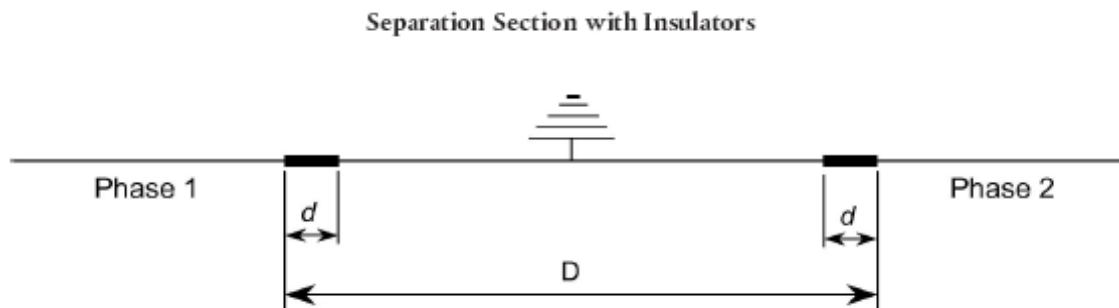 Separation Section with Insulators
Phase 1
Phase 2
d
d
D